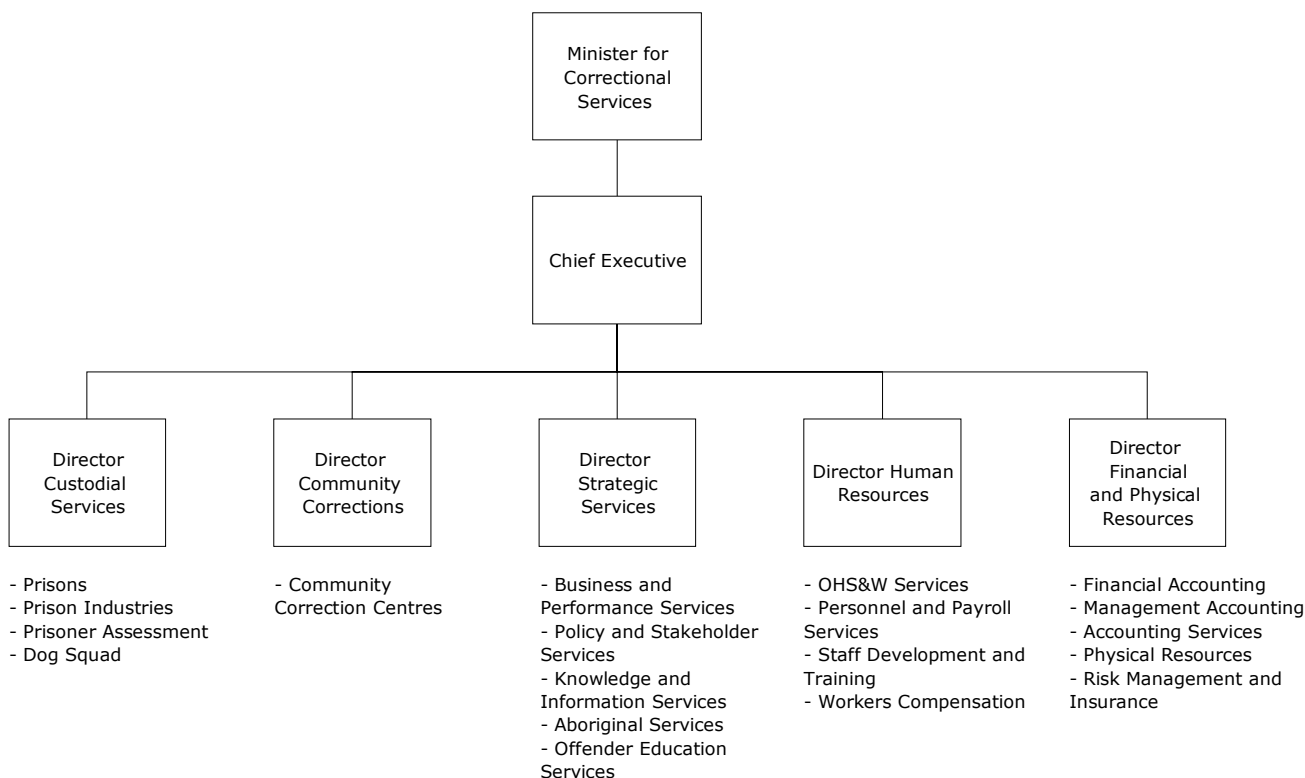 Minister for
Correctional
Services
Chief Executive
Director
Custodial
Services
Director
Community
Corrections
Director
Strategic
Services
Director Human
Resources
Director
Financial
and Physical
Resources
- Prisons
- Prison Industries
- Prisoner Assessment
- Dog Squad
- Community
Correction Centres
- Business and
Performance Services
- Policy and Stakeholder
Services
- Knowledge and
Information Services
- Aboriginal Services
- Offender Education
Services
- OHS&W Services
- Personnel and Payroll
Services
- Staff Development and
Training
- Workers Compensation
- Financial Accounting
- Management Accounting
- Accounting Services
- Physical Resources
- Risk Management and
Insurance